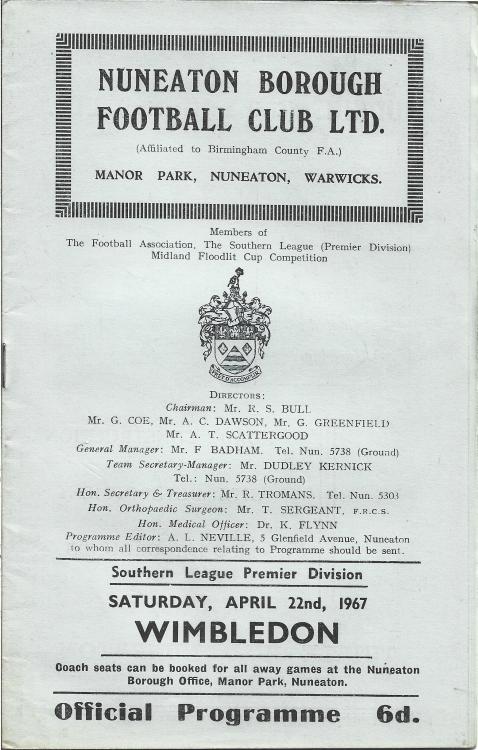 NUNEATON BOROUGH
FOOTBALL CLUB LTD.
(Affiliated to Birmingham County F.A.)
MANOR PARK, NUNEATON, WARWICKS.
Members of
The Football Association, The Southern League (Premier Division)
Midland Floodlit Cup Competition
DIRECTORS:
Chairman: Mr. R. S. BULL
Mr. G. COE, Mr. A. C. DAWSON, Mr. G. GREENFIELD
Mr. A. T. SCATTERGOOD
General Manager: Mr. F BADHAM. Tel. Nun. 5738 (Ground)
Team Secretary-Manager: Mr. DUDLEY KERNICK
Tel.: Nun. 5738 (Ground)
Hon. Secretary & Treasurer: Mr. R. TROMANS. Tel. Nun. 5303
Hon. Orthopaedic Surgeon: Mr. T. SERGEANT, F.R.C.S.
Hon. Medical Officer: Dr. K. FLYNN
Programme Editor: A. L. NEVILLE, 5 Glenfield Avenue, Nuneaton
to whom all correspondence relating to Programme should be sent.
Southern League Premier Division
SATURDAY, APRIL 22nd, 1967
WIMBLEDON
Coach seats can be booked for all away games at the Nuneaton
Borough Office, Manor Park, Nuneaton.
Official Programme 6d.